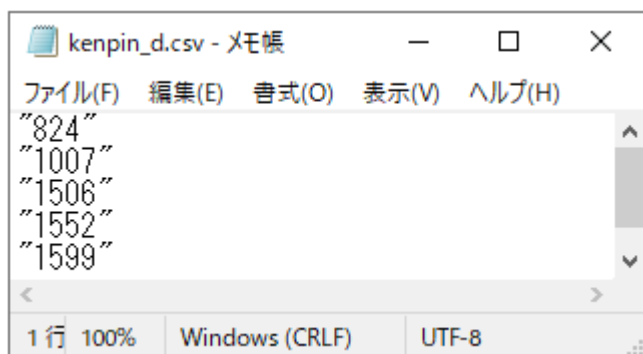 kenpin_d.csv - メモ帳
ファイル(F) 編集(E) 書式(O) 表示(V) ヘルプ(H)
"824"
"1007"
"1506"
"1552"
"1599"
1 行 100% Windows (CRLF) UTF-8